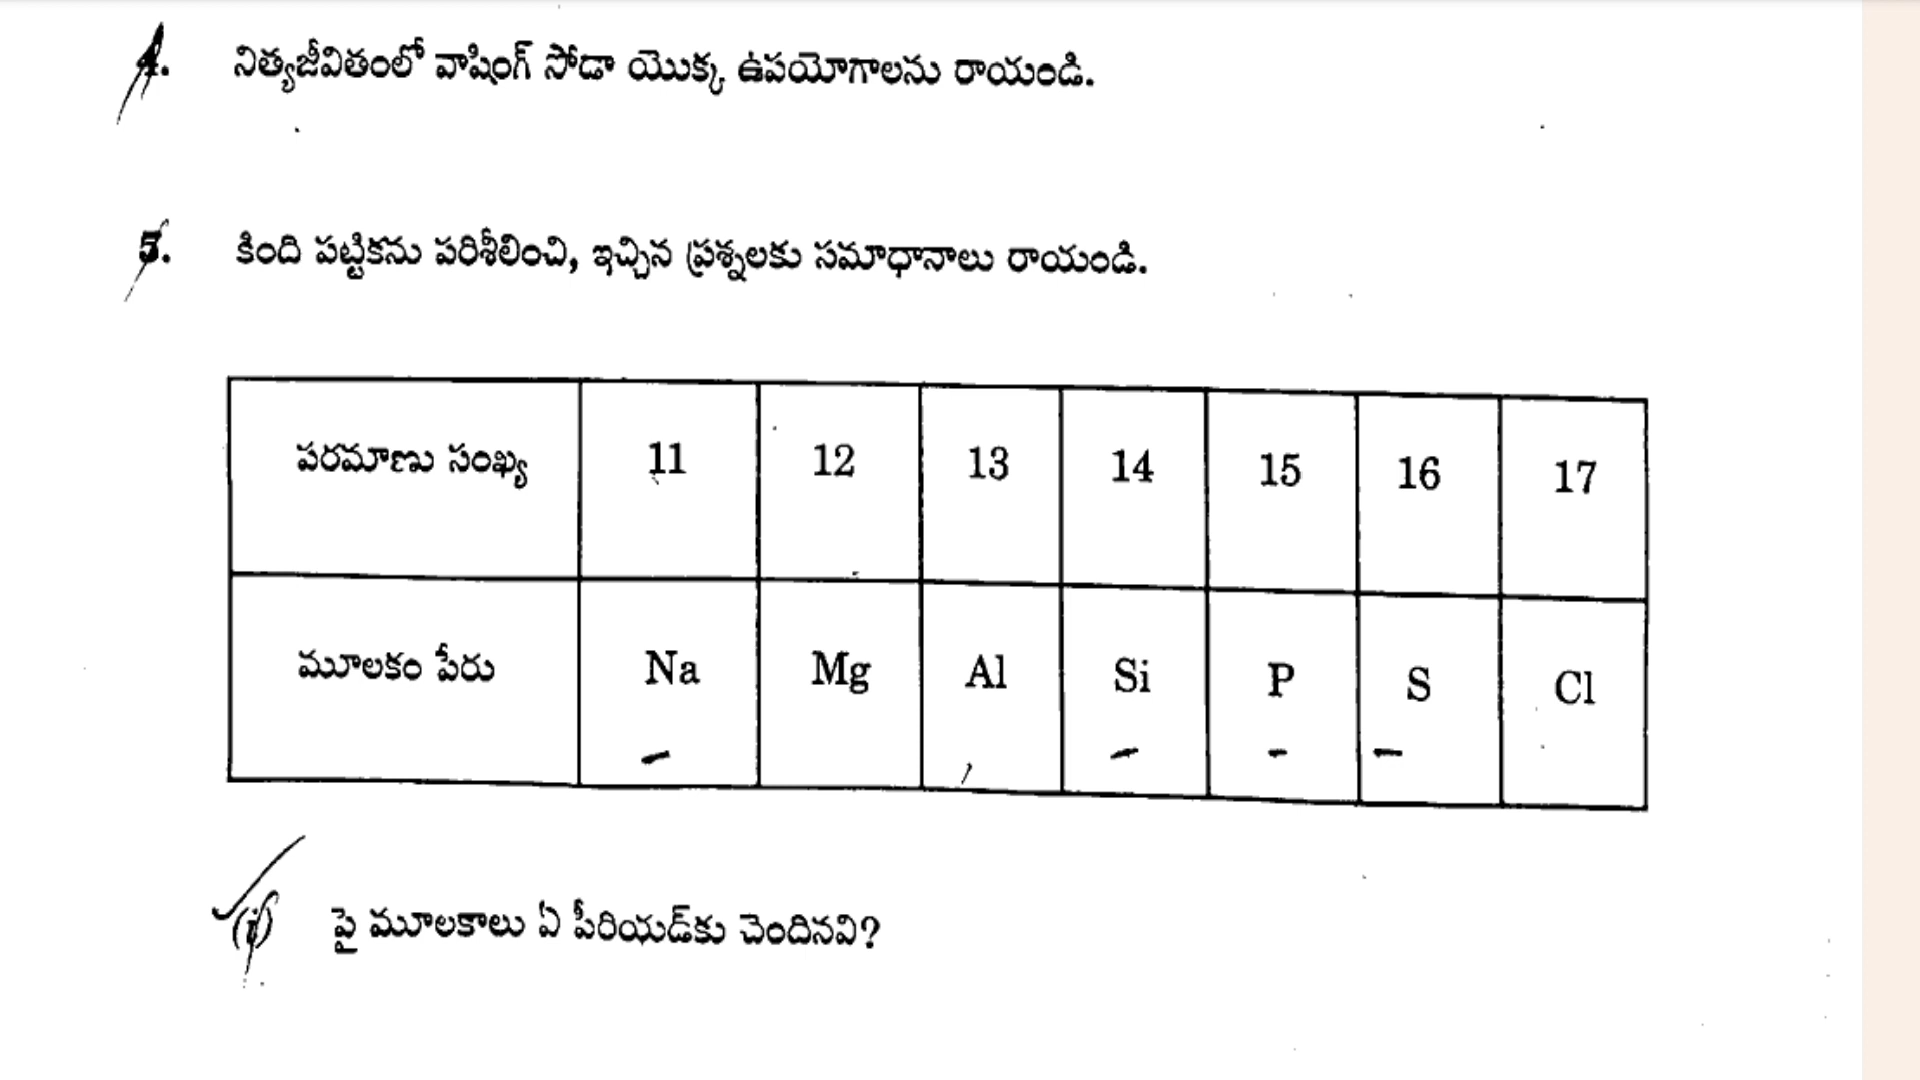 4. నిత్యజీవితంలో వాషింగ్ సోడా యొక్క ఉపయోగాలను రాయండి.
5. కింది పట్టికను పరిశీలించి, ఇచ్చిన ప్రశ్నలకు సమాధానాలు రాయండి.
పరమాణు సంఖ్య 11 12 13 14 15 16 17
మూలకం పేరు Na Mg Al Si P S Cl
(i) పై మూలకాలు ఏ పీరియడ్‌కు చెందినవి?